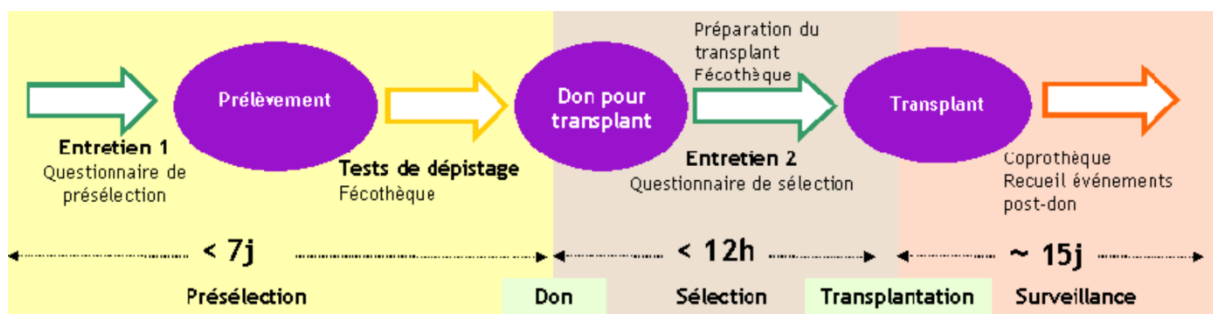 Entretien 1
Questionnaire de
présélection
Prélèvement
Tests de dépistage
Fécothèque
Don pour
transplant
Préparation du
transplant
Fécothèque
Entretien 2
Questionnaire de sélection
Transplant
Coprothèque
Recueil événements
post-don
< 7j
< 12h
~ 15j
Présélection
Don
Sélection
Transplantation
Surveillance